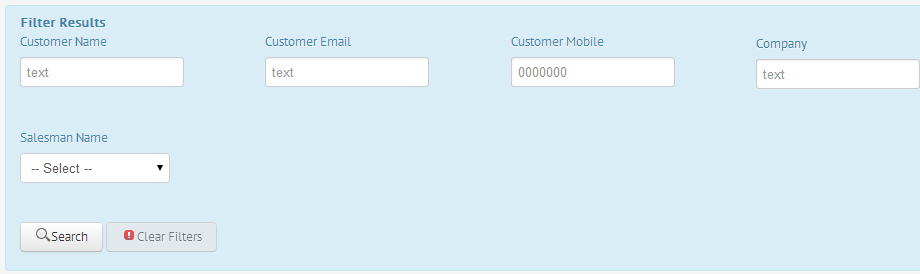 Filter Results
Customer Name Customer Email Customer Mobile Company
text text 0000000 text
Salesman Name
-- Select --
Search Clear Filters